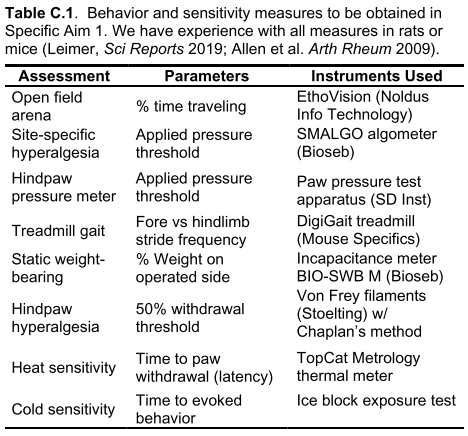 Table C.1. Behavior and sensitivity measures to be obtained in
Specific Aim 1. We have experience with all measures in rats or
mice (Leimer, Sci Reports 2019; Allen et al. Arth Rheum 2009).
Assessment Parameters Instruments Used
Open field arena % time traveling EthoVision (Noldus Info Technology)
Site-specific hyperalgesia Applied pressure threshold SMALGO algometer (Bioseb)
Hindpaw pressure meter Applied pressure threshold Paw pressure test apparatus (SD Inst)
Treadmill gait Fore vs hindlimb stride frequency DigiGait treadmill (Mouse Specifics)
Static weight-bearing % Weight on operated side Incapacitance meter BIO-SWB M (Bioseb)
Hindpaw hyperalgesia 50% withdrawal threshold Von Frey filaments (Stoelting) w/ Chaplan's method
Heat sensitivity Time to paw withdrawal (latency) TopCat Metrology thermal meter
Cold sensitivity Time to evoked behavior Ice block exposure test